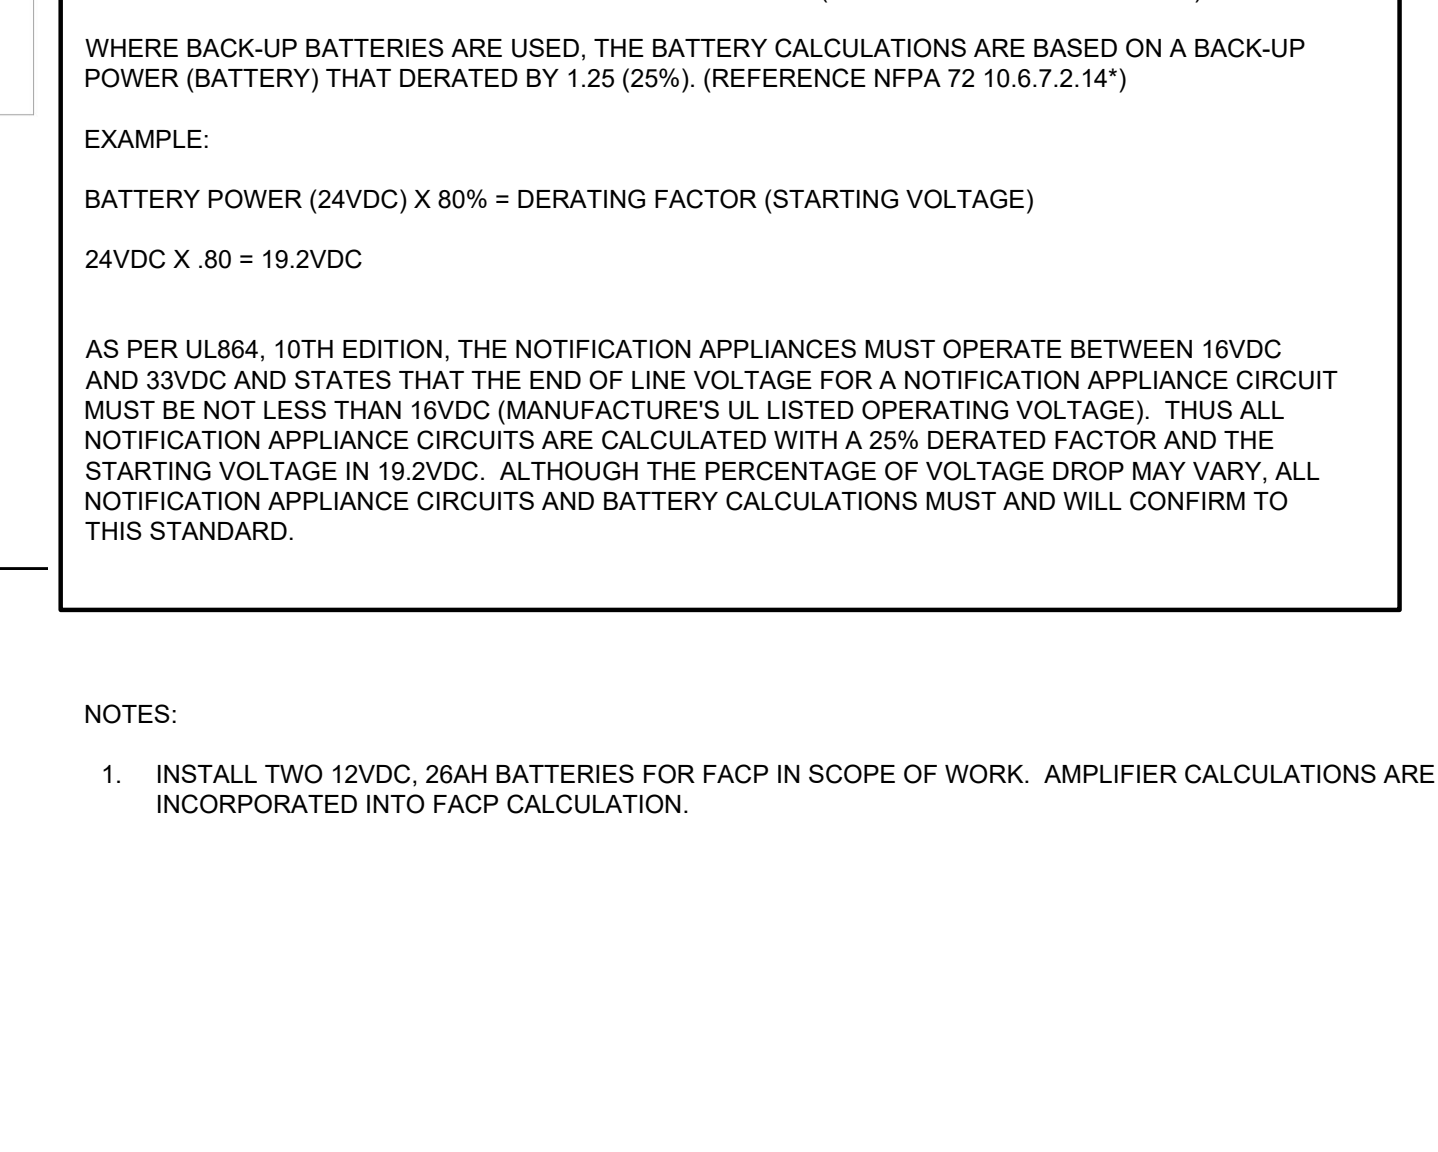 WHERE BACK-UP BATTERIES ARE USED, THE BATTERY CALCULATIONS ARE BASED ON A BACK-UP
POWER (BATTERY) THAT DERATED BY 1.25 (25%). (REFERENCE NFPA 72 10.6.7.2.14*)
EXAMPLE:
BATTERY POWER (24VDC) X 80% = DERATING FACTOR (STARTING VOLTAGE)
24VDC X .80 = 19.2VDC
AS PER UL864, 10TH EDITION, THE NOTIFICATION APPLIANCES MUST OPERATE BETWEEN 16VDC
AND 33VDC AND STATES THAT THE END OF LINE VOLTAGE FOR A NOTIFICATION APPLIANCE CIRCUIT
MUST BE NOT LESS THAN 16VDC (MANUFACTURE'S UL LISTED OPERATING VOLTAGE). THUS ALL
NOTIFICATION APPLIANCE CIRCUITS ARE CALCULATED WITH A 25% DERATED FACTOR AND THE
STARTING VOLTAGE IN 19.2VDC. ALTHOUGH THE PERCENTAGE OF VOLTAGE DROP MAY VARY, ALL
NOTIFICATION APPLIANCE CIRCUITS AND BATTERY CALCULATIONS MUST AND WILL CONFIRM TO
THIS STANDARD.
NOTES:
1. INSTALL TWO 12VDC, 26AH BATTERIES FOR FACP IN SCOPE OF WORK. AMPLIFIER CALCULATIONS ARE
INCORPORATED INTO FACP CALCULATION.